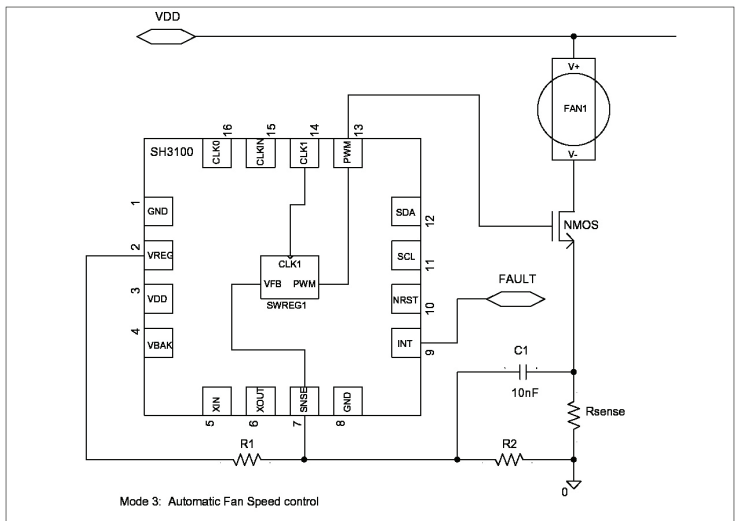 VDD
V+
FAN1
V-
NMOS
SH3100
16
15
14
13
CLK0
CLKIN
CLK1
PWM
1
GND
2
VREG
3
VDD
4
VBAK
SDA
12
SCL
11
NRST
10
INT
9
CLK1
VFB
PWM
SWREG1
FAULT
XIN
XOUT
SNSE
GND
5
6
7
8
C1
10nF
Rsense
R1
R2
0
Mode 3: Automatic Fan Speed control